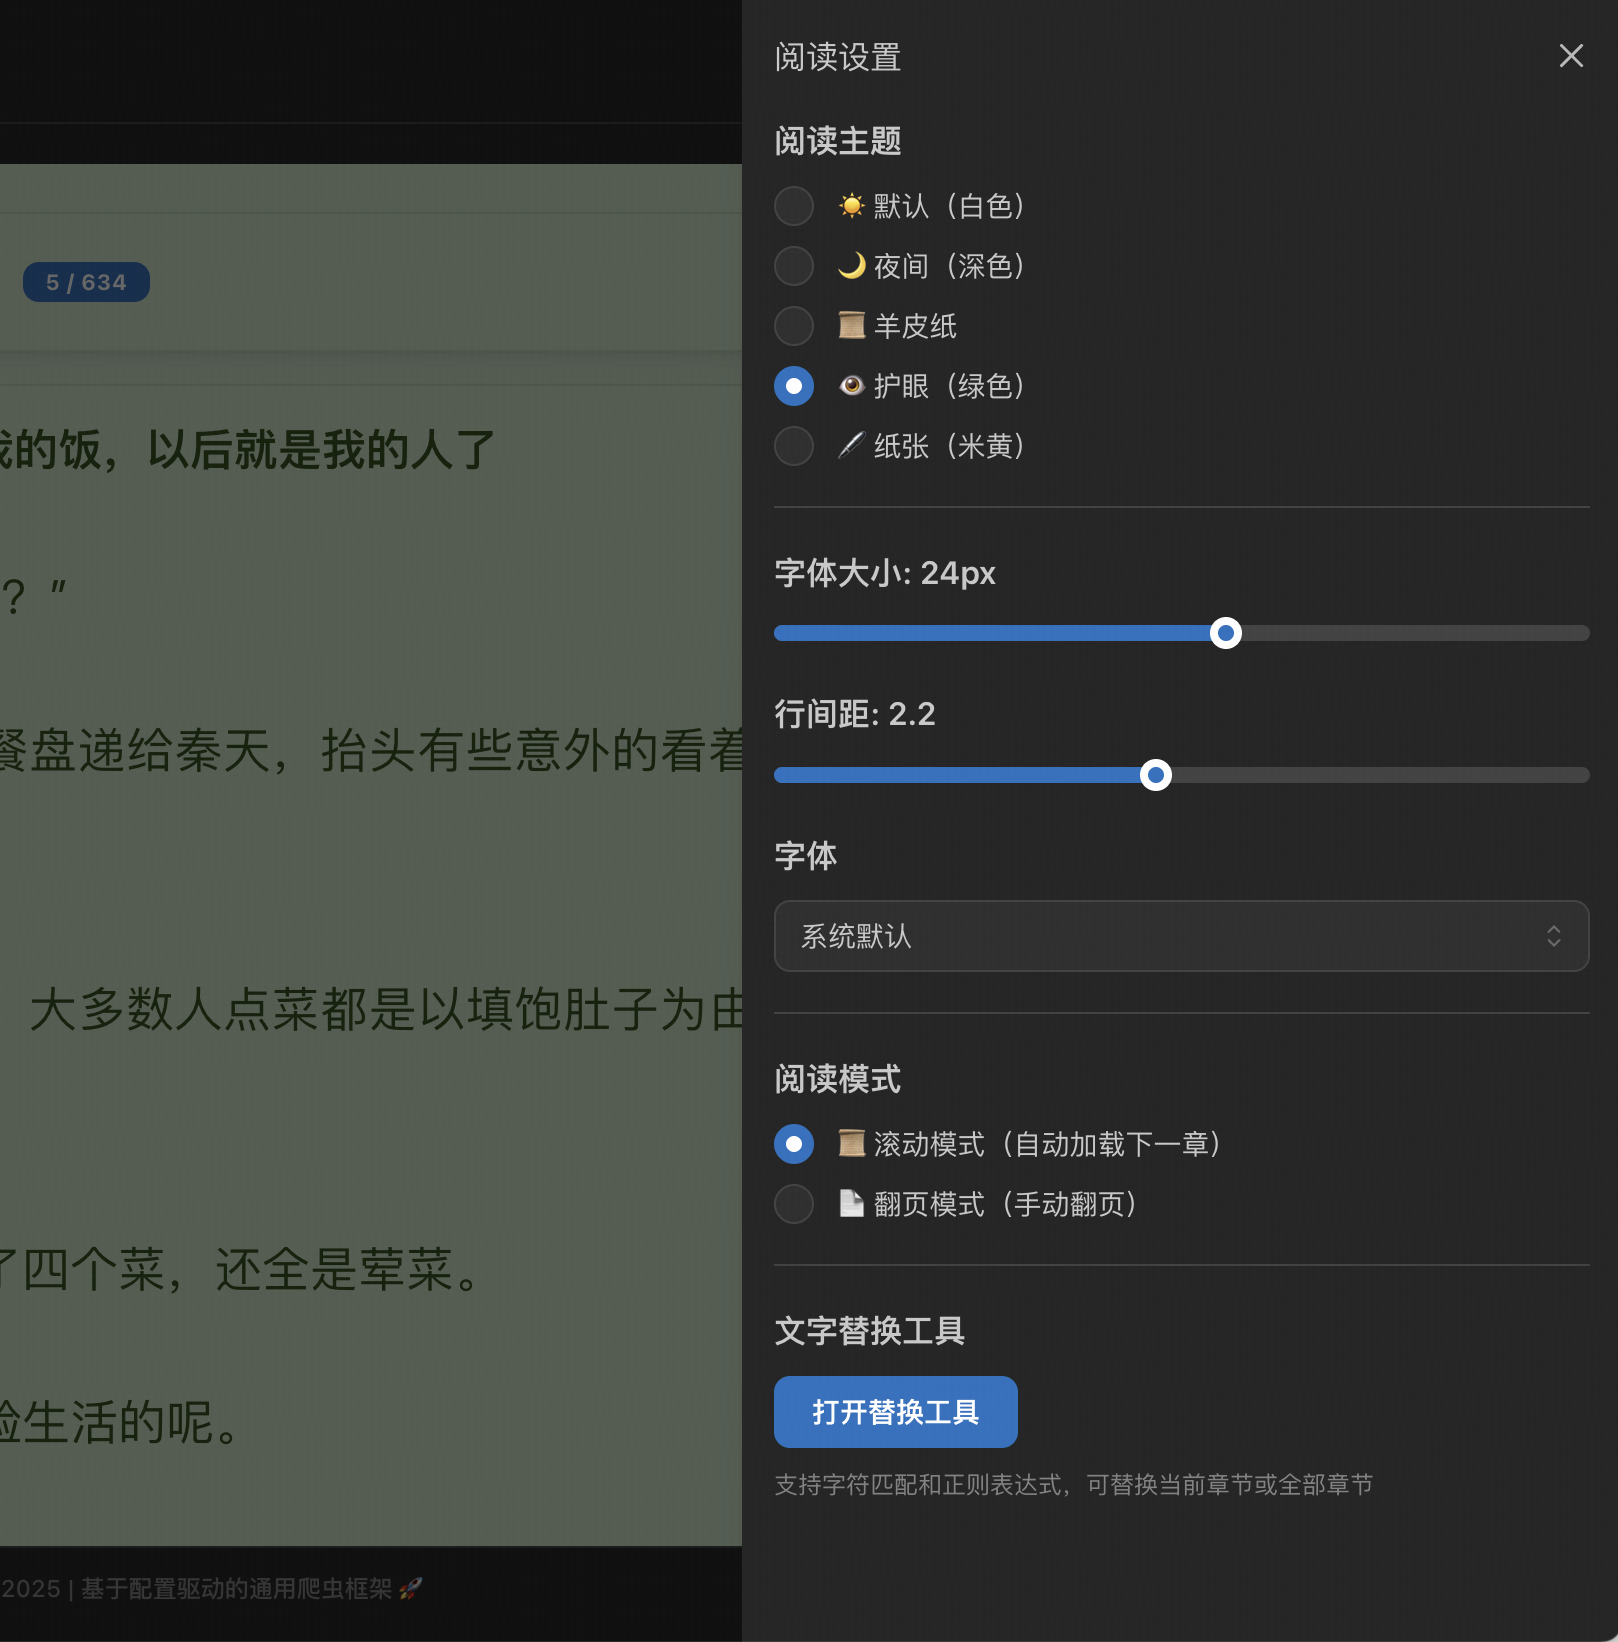 阅读设置
阅读主题
☀️ 默认（白色）
🌙 夜间（深色）
📜 羊皮纸
👁️ 护眼（绿色）
🖋️ 纸张（米黄）
字体大小: 24px
行间距: 2.2
字体
系统默认
阅读模式
📜 滚动模式（自动加载下一章）
📄 翻页模式（手动翻页）
文字替换工具
打开替换工具
支持字符匹配和正则表达式，可替换当前章节或全部章节
5 / 634
的饭，以后就是我的人了
？”
餐盘递给秦天，抬头有些意外的看着
大多数人点菜都是以填饱肚子为由
了四个菜，还全是荤菜。
验生活的呢。
2025 | 基于配置驱动的通用爬虫框架 🚀